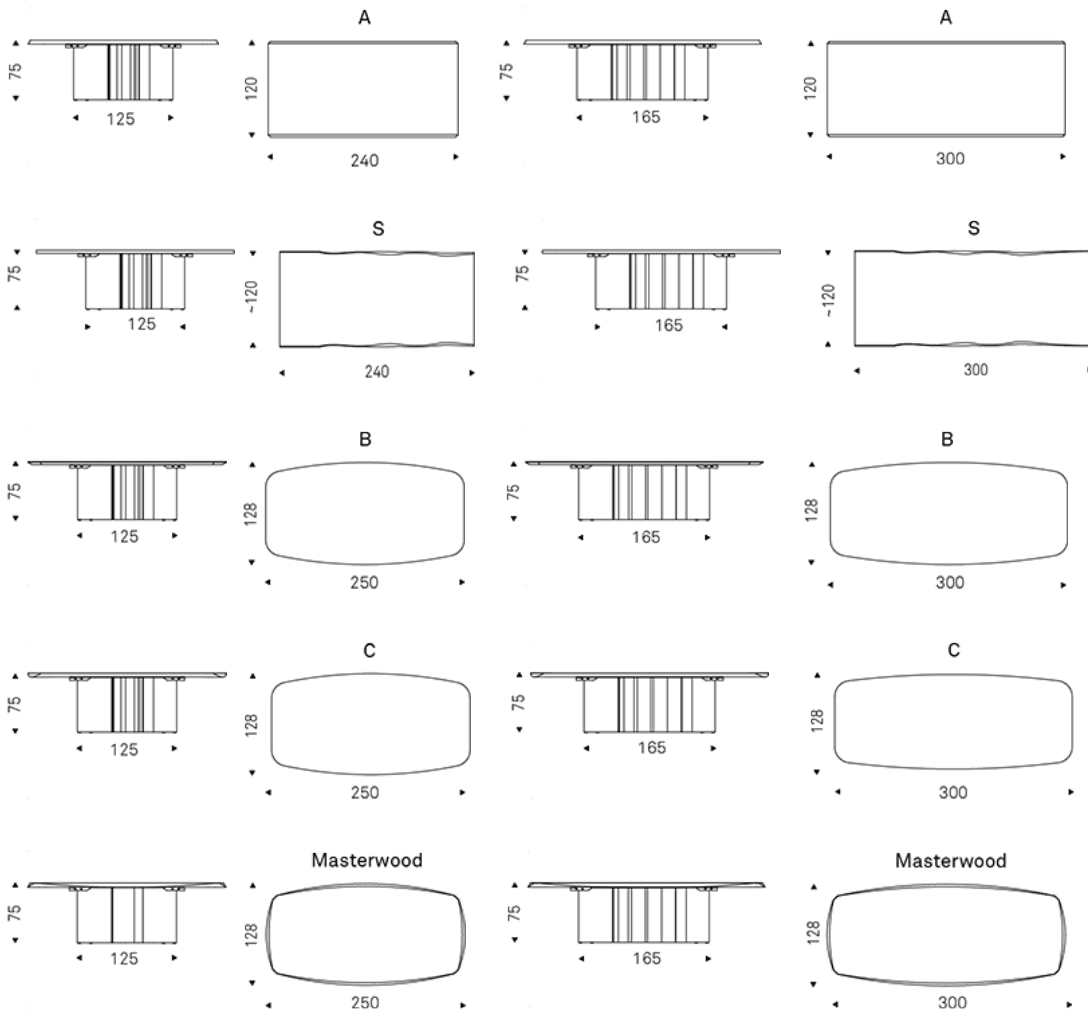 A A
75 125 120 240 75 165 120 300
S S
75 125 ~120 240 75 165 ~120 300
B B
75 125 128 250 75 165 128 300
C C
75 125 128 250 75 165 128 300
Masterwood Masterwood
75 125 128 250 75 165 128 300